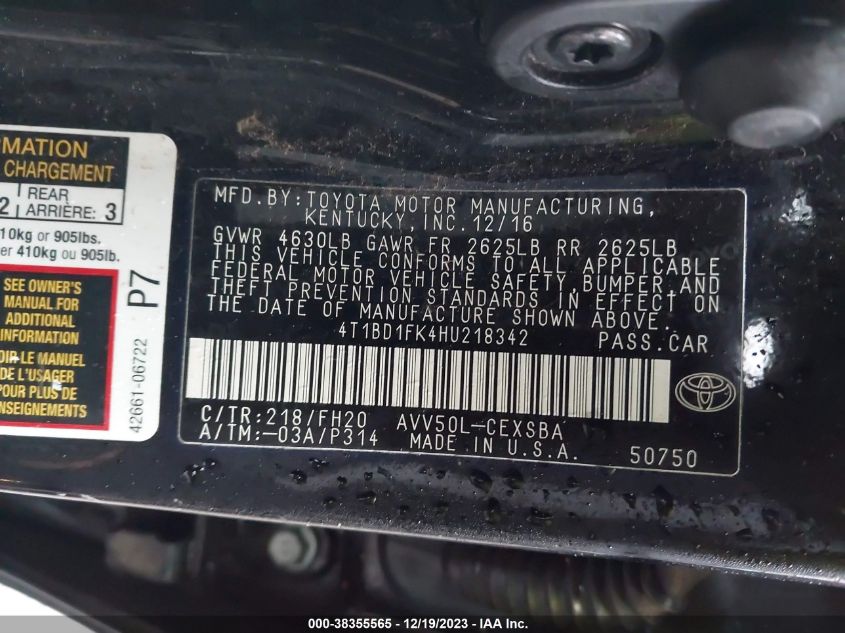 RMATION
CHARGEMENT
2 REAR ARRIÈRE: 3
10kg or 905lbs.
er 410kg ou 905lb.
SEE OWNER'S
MANUAL FOR
ADDITIONAL
INFORMATION
OIR LE MANUEL
DE L'USAGER
POUR PLUS DE
NSEIGNEMENTS
P7
42661-06722
MFD.BY:TOYOTA MOTOR MANUFACTURING,
KENTUCKY, INC. 12/16
GVWR 4630LB GAWR FR 2625LB RR 2625LB
THIS VEHICLE CONFORMS TO ALL APPLICABLE
FEDERAL MOTOR VEHICLE SAFETY, BUMPER, AND
THEFT PREVENTION STANDARDS IN EFFECT ON
THE DATE OF MANUFACTURE SHOWN ABOVE.
4T1BD1FK4HU218342 PASS.CAR
C/TR:218/FH20 AVV50L-CEXSBA
A/TM:-03A/P314 MADE IN U.S.A. 50750
000-38355565 - 12/19/2023 - IAA Inc.